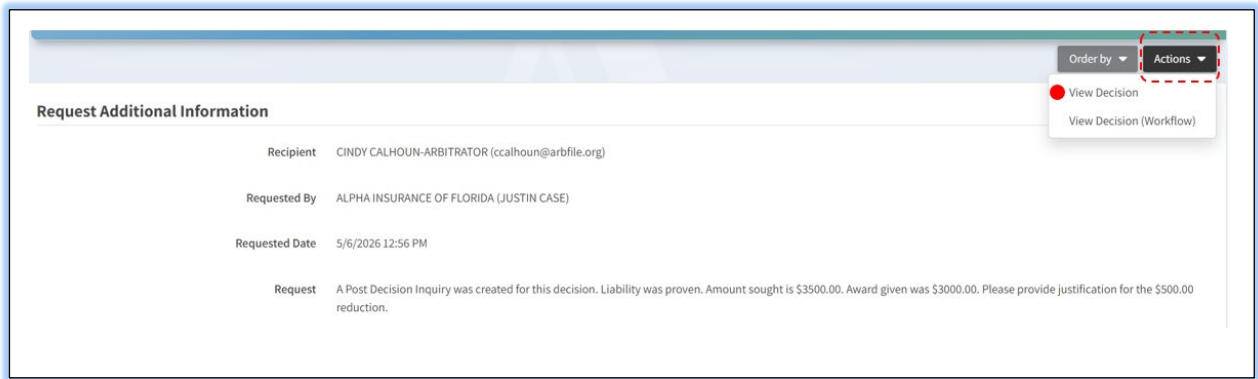 Order by
Actions
View Decision
View Decision (Workflow)
Request Additional Information
Recipient CINDY CALHOUN-ARBITRATOR (ccalhoun@arbfile.org)
Requested By ALPHA INSURANCE OF FLORIDA (JUSTIN CASE)
Requested Date 5/6/2026 12:56 PM
Request A Post Decision Inquiry was created for this decision. Liability was proven. Amount sought is $3500.00. Award given was $3000.00. Please provide justification for the $500.00
reduction.